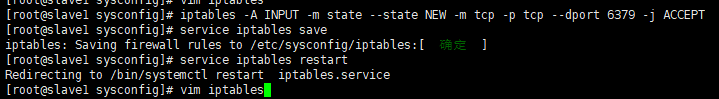 [root@slave1 sysconfig]# vim iptables
[root@slave1 sysconfig]# iptables -A INPUT -m state --state NEW -m tcp -p tcp --dport 6379 -j ACCEPT
[root@slave1 sysconfig]# service iptables save
iptables: Saving firewall rules to /etc/sysconfig/iptables:[  确定  ]
[root@slave1 sysconfig]# service iptables restart
Redirecting to /bin/systemctl restart  iptables.service
[root@slave1 sysconfig]# vim iptables